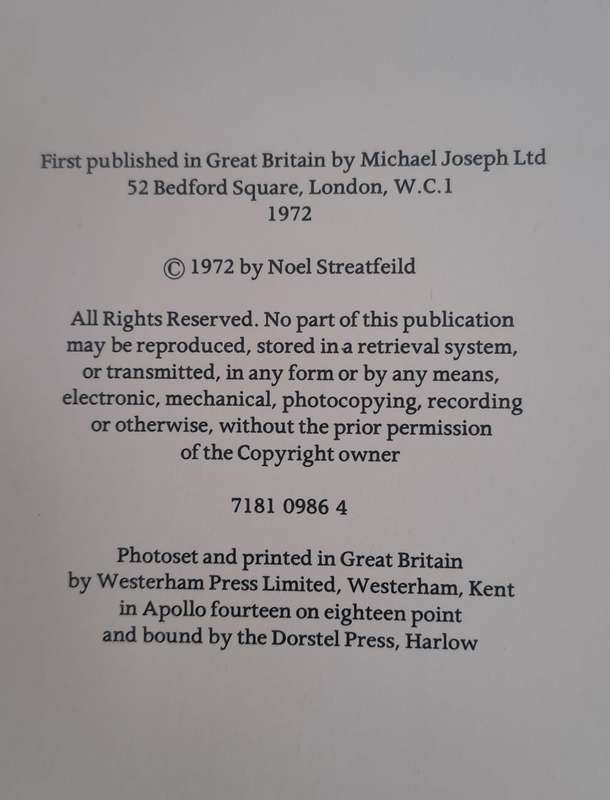 First published in Great Britain by Michael Joseph Ltd
52 Bedford Square, London, W.C.1
1972
© 1972 by Noel Streatfeild
All Rights Reserved. No part of this publication
may be reproduced, stored in a retrieval system,
or transmitted, in any form or by any means,
electronic, mechanical, photocopying, recording
or otherwise, without the prior permission
of the Copyright owner
7181 0986 4
Photoset and printed in Great Britain
by Westerham Press Limited, Westerham, Kent
in Apollo fourteen on eighteen point
and bound by the Dorstel Press, Harlow